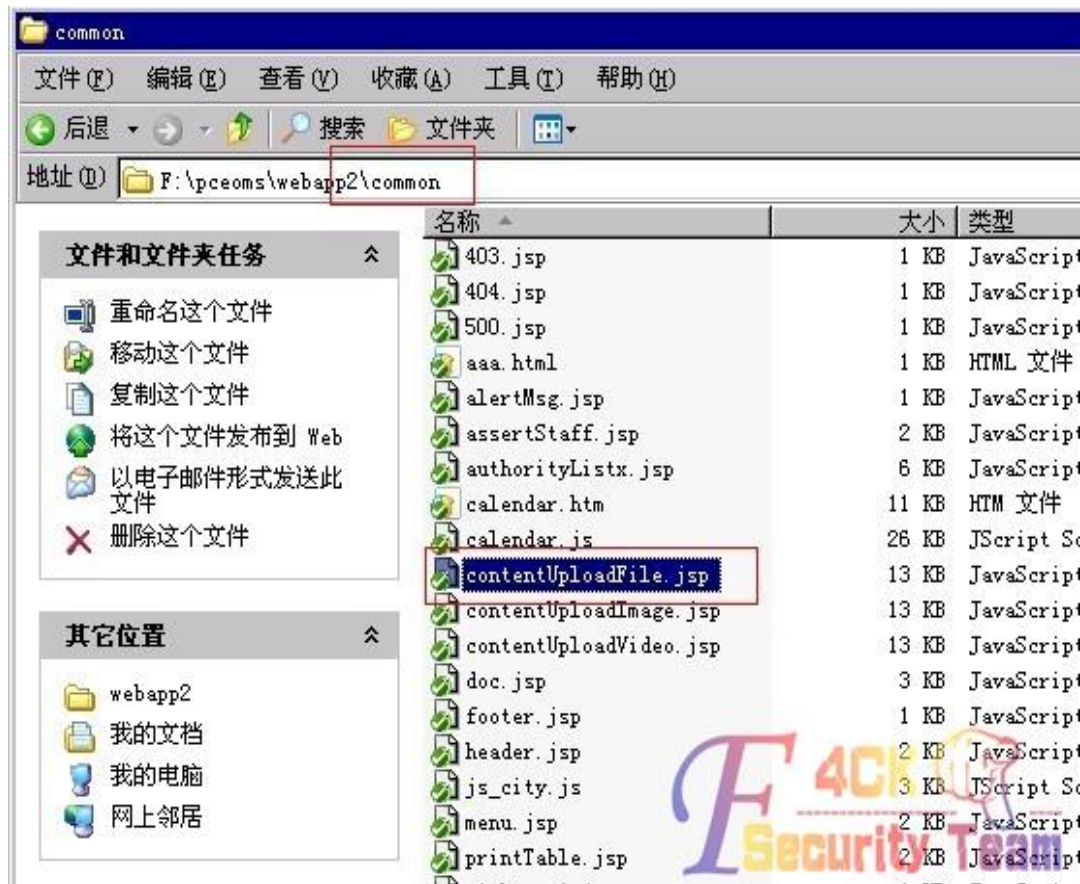 common
文件(F) 编辑(E) 查看(V) 收藏(A) 工具(T) 帮助(H)
后退 搜索 文件夹
地址(D) F:\pceoms\webapp2\common
文件和文件夹任务
重命名这个文件
移动这个文件
复制这个文件
将这个文件发布到 Web
以电子邮件形式发送此
文件
删除这个文件
其它位置
webapp2
我的文档
我的电脑
网上邻居
名称 大小 类型
403.jsp 1 KB JavaScript
404.jsp 1 KB JavaScript
500.jsp 1 KB JavaScript
aaa.html 1 KB HTML 文件
alertMsg.jsp 1 KB JavaScript
assertStaff.jsp 2 KB JavaScript
authorityListx.jsp 6 KB JavaScript
calendar.htm 11 KB HTM 文件
calendar.js 26 KB JScript Sc
contentUploadFile.jsp 13 KB JavaScript
contentUploadImage.jsp 13 KB JavaScript
contentUploadVideo.jsp 13 KB JavaScript
doc.jsp 3 KB JavaScript
footer.jsp 1 KB JavaScript
header.jsp 2 KB JavaScript
js_city.js 3 KB JScript Sc
menu.jsp 2 KB JavaScript
printTable.jsp 2 KB JavaScript
F4CK
Security Team